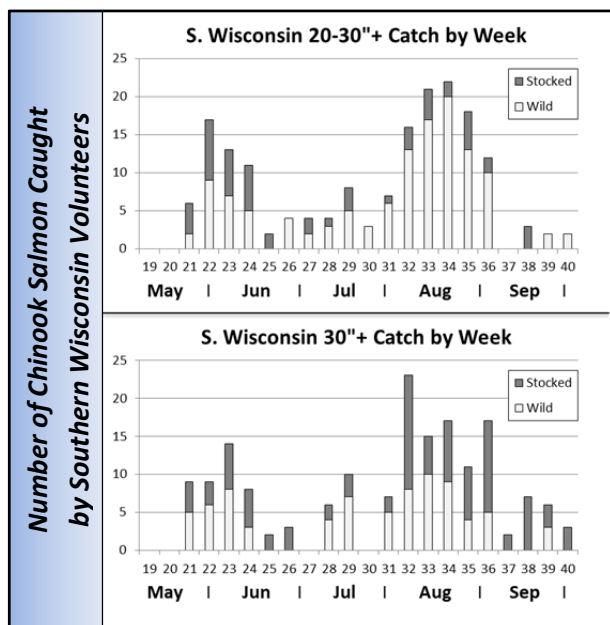 Number of Chinook Salmon Caught
by Southern Wisconsin Volunteers
S. Wisconsin 20-30"+ Catch by Week
25
20
15
10
5
0
Stocked
Wild
19 20 21 22 23 24 25 26 27 28 29 30 31 32 33 34 35 36 37 38 39 40
May | Jun | Jul | Aug | Sep |
S. Wisconsin 30"+ Catch by Week
25
20
15
10
5
0
Stocked
Wild
19 20 21 22 23 24 25 26 27 28 29 30 31 32 33 34 35 36 37 38 39 40
May | Jun | Jul | Aug | Sep |